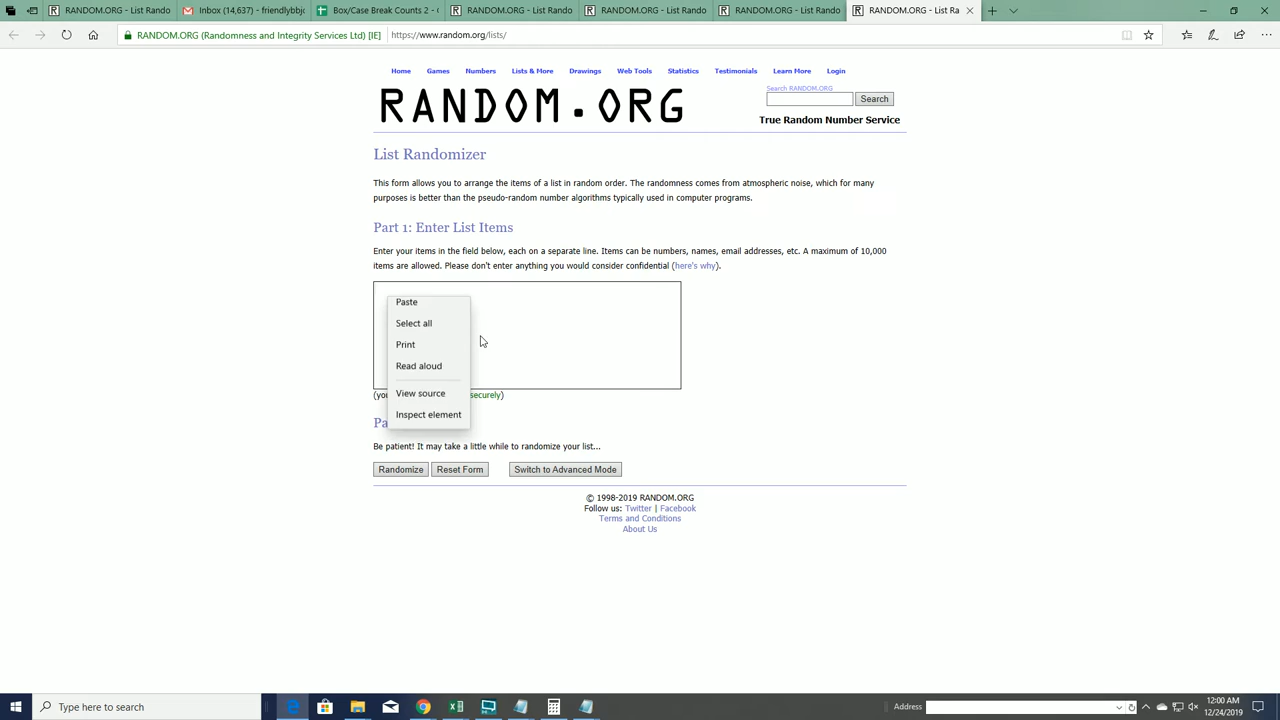 RANDOM.ORG - List Rando
Inbox (14,637) - friendlybbj
Box/Case Break Counts 2 - (
RANDOM.ORG - List Rando
RANDOM.ORG - List Rando
RANDOM.ORG - List Rando
RANDOM.ORG - List Ra
RANDOM.ORG (Randomness and Integrity Services Ltd) [IE]
https://www.random.org/lists/
Home Games Numbers Lists & More Drawings Web Tools Statistics Testimonials Learn More Login
RANDOM.ORG
Search RANDOM.ORG
Search
True Random Number Service
List Randomizer
This form allows you to arrange the items of a list in random order. The randomness comes from atmospheric noise, which for many
purposes is better than the pseudo-random number algorithms typically used in computer programs.
Part 1: Enter List Items
Enter your items in the field below, each on a separate line. Items can be numbers, names, email addresses, etc. A maximum of 10,000
items are allowed. Please don't enter anything you would consider confidential (here's why).
Paste
Select all
Print
Read aloud
View source
Inspect element
(you securely)
Pa
Be patient! It may take a little while to randomize your list...
Randomize Reset Form Switch to Advanced Mode
© 1998-2019 RANDOM.ORG
Follow us: Twitter | Facebook
Terms and Conditions
About Us
Type here to search
Address
12:00 AM
12/24/2019